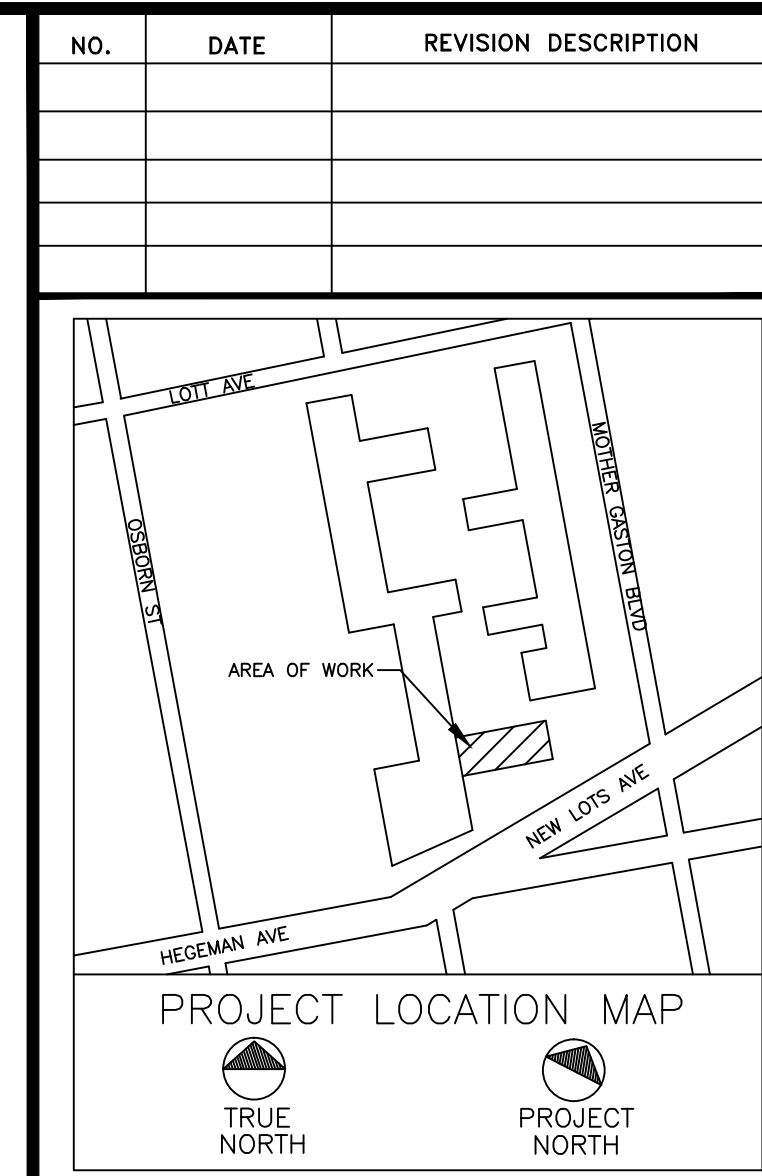 NO. DATE REVISION DESCRIPTION
LOTT AVE
MOTHER GASTON BLVD
OSBORN ST
AREA OF WORK
NEW LOTS AVE
HEGEMAN AVE
PROJECT LOCATION MAP
TRUE
NORTH
PROJECT
NORTH